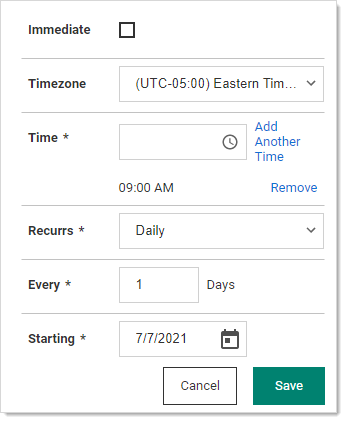 Immediate
Timezone (UTC-05:00) Eastern Tim...
Time * Add
Another
Time
09:00 AM Remove
Recurrs * Daily
Every * 1 Days
Starting * 7/7/2021
Cancel Save